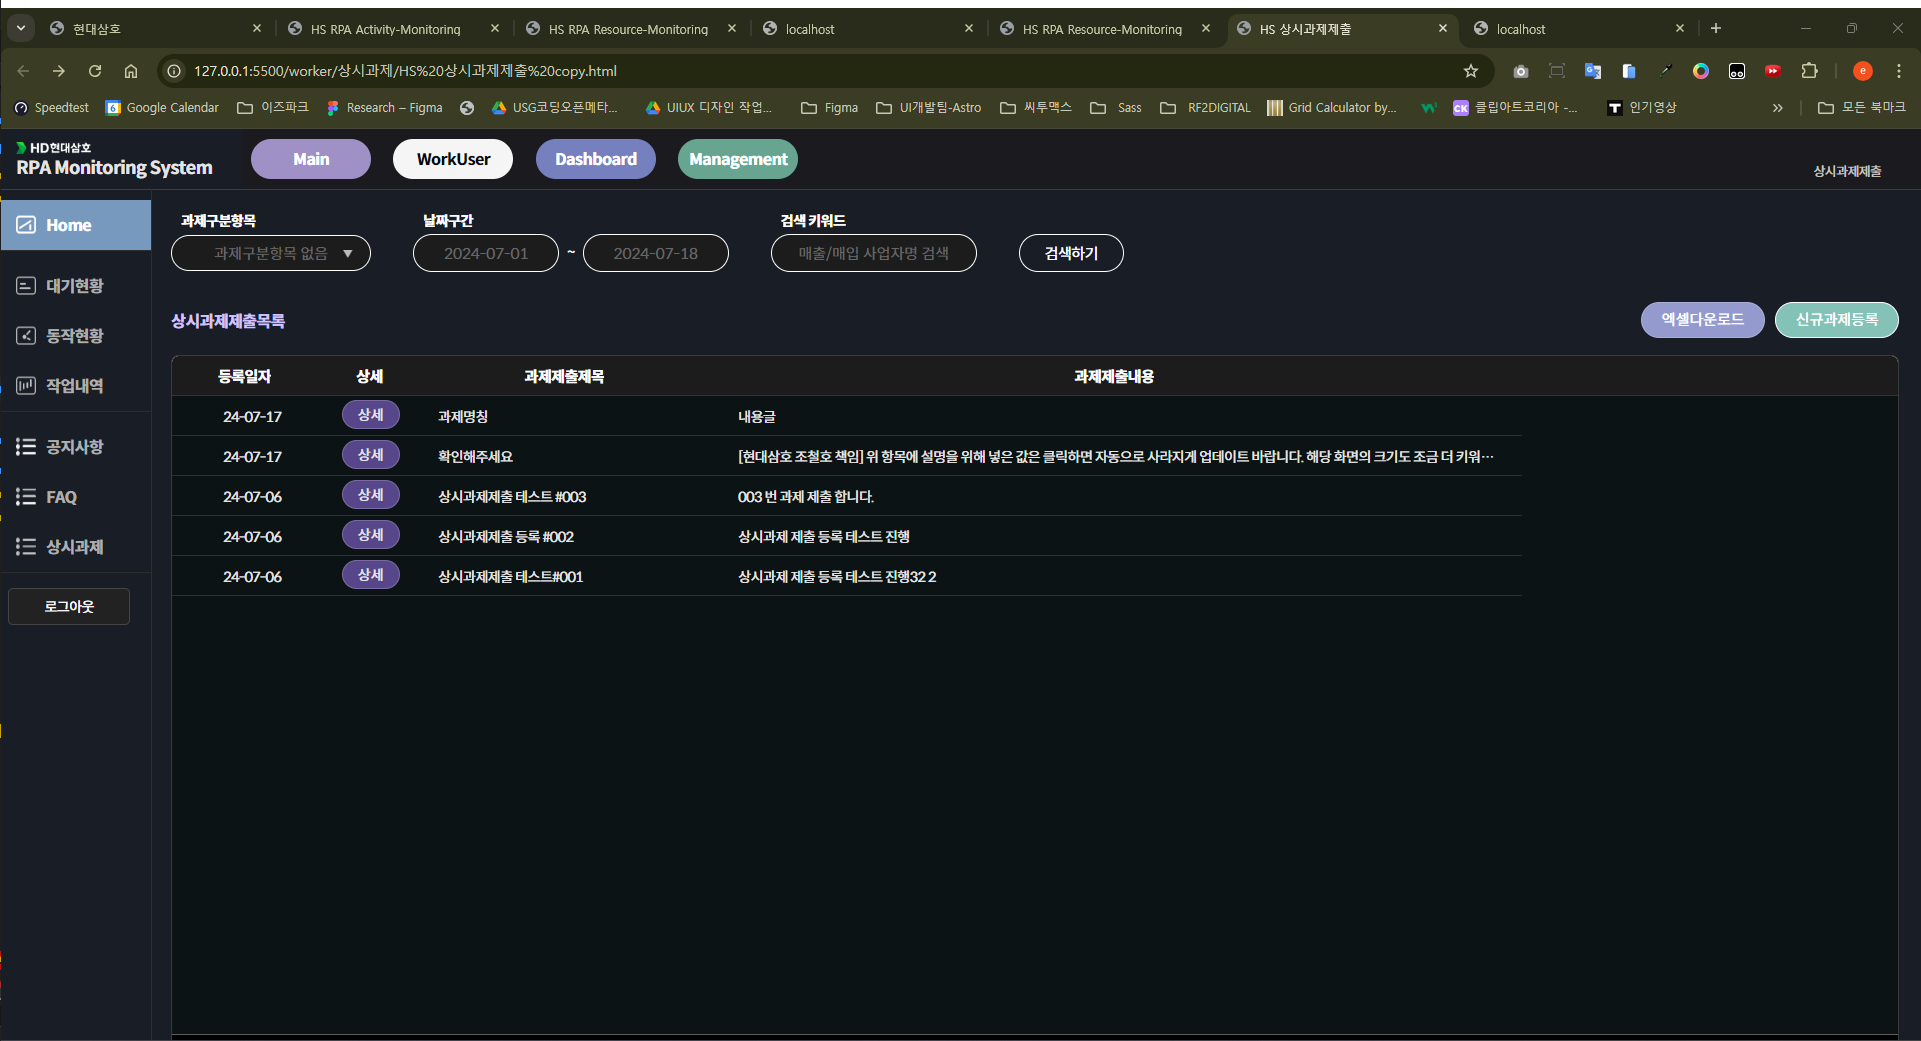 현대삼호
HS RPA Activity-Monitoring
HS RPA Resource-Monitoring
localhost
HS RPA Resource-Monitoring
HS 상시과제제출
localhost
127.0.0.1:5500/worker/상시과제/HS%20상시과제제출%20copy.html
Speedtest
6 Google Calendar
이즈파크
Research – Figma
USG코딩오픈메타...
UIUX 디자인 작업...
Figma
UI개발팀-Astro
씨투맥스
Sass
RF2DIGITAL
Grid Calculator by...
CK 클립아트코리아 -...
T 인기영상
모든 북마크
HD현대삼호
RPA Monitoring System
Main
WorkUser
Dashboard
Management
상시과제제출
Home
대기현황
동작현황
작업내역
공지사항
FAQ
상시과제
로그아웃
과제구분항목
날짜구간
검색 키워드
과제구분항목 없음 ▼
2024-07-01 ~ 2024-07-18
매출/매입 사업자명 검색
검색하기
상시과제제출목록
엑셀다운로드
신규과제등록
등록일자 상세 과제제출제목 과제제출내용
24-07-17 상세 과제명칭 내용글
24-07-17 상세 확인해주세요 [현대삼호 조철호 책임] 위 항목에 설명을 위해 넣은 값은 클릭하면 자동으로 사라지게 업데이트 바랍니다. 해당 화면의 크기도 조금 더 키워…
24-07-06 상세 상시과제제출 테스트 #003 003 번 과제 제출 합니다.
24-07-06 상세 상시과제제출 등록 #002 상시과제 제출 등록 테스트 진행
24-07-06 상세 상시과제제출 테스트#001 상시과제 제출 등록 테스트 진행32 2